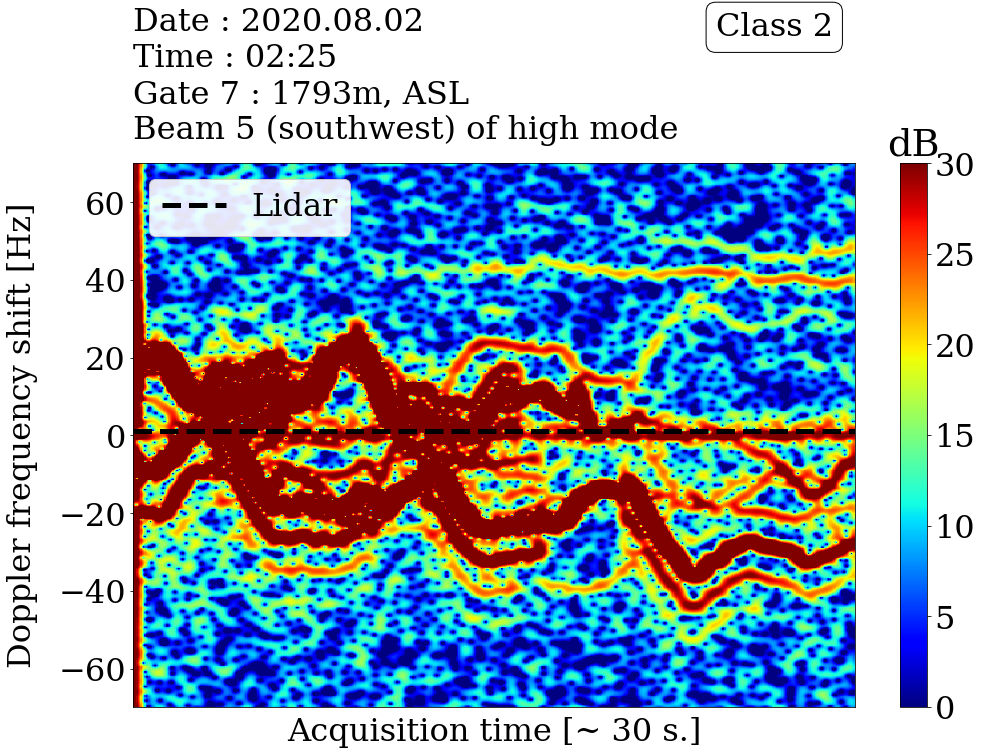 Date : 2020.08.02
Time : 02:25
Gate 7 : 1793m, ASL
Beam 5 (southwest) of high mode
Class 2
dB
Lidar
Doppler frequency shift [Hz]
60
40
20
0
−20
−40
−60
30
25
20
15
10
5
0
Acquisition time [~ 30 s.]